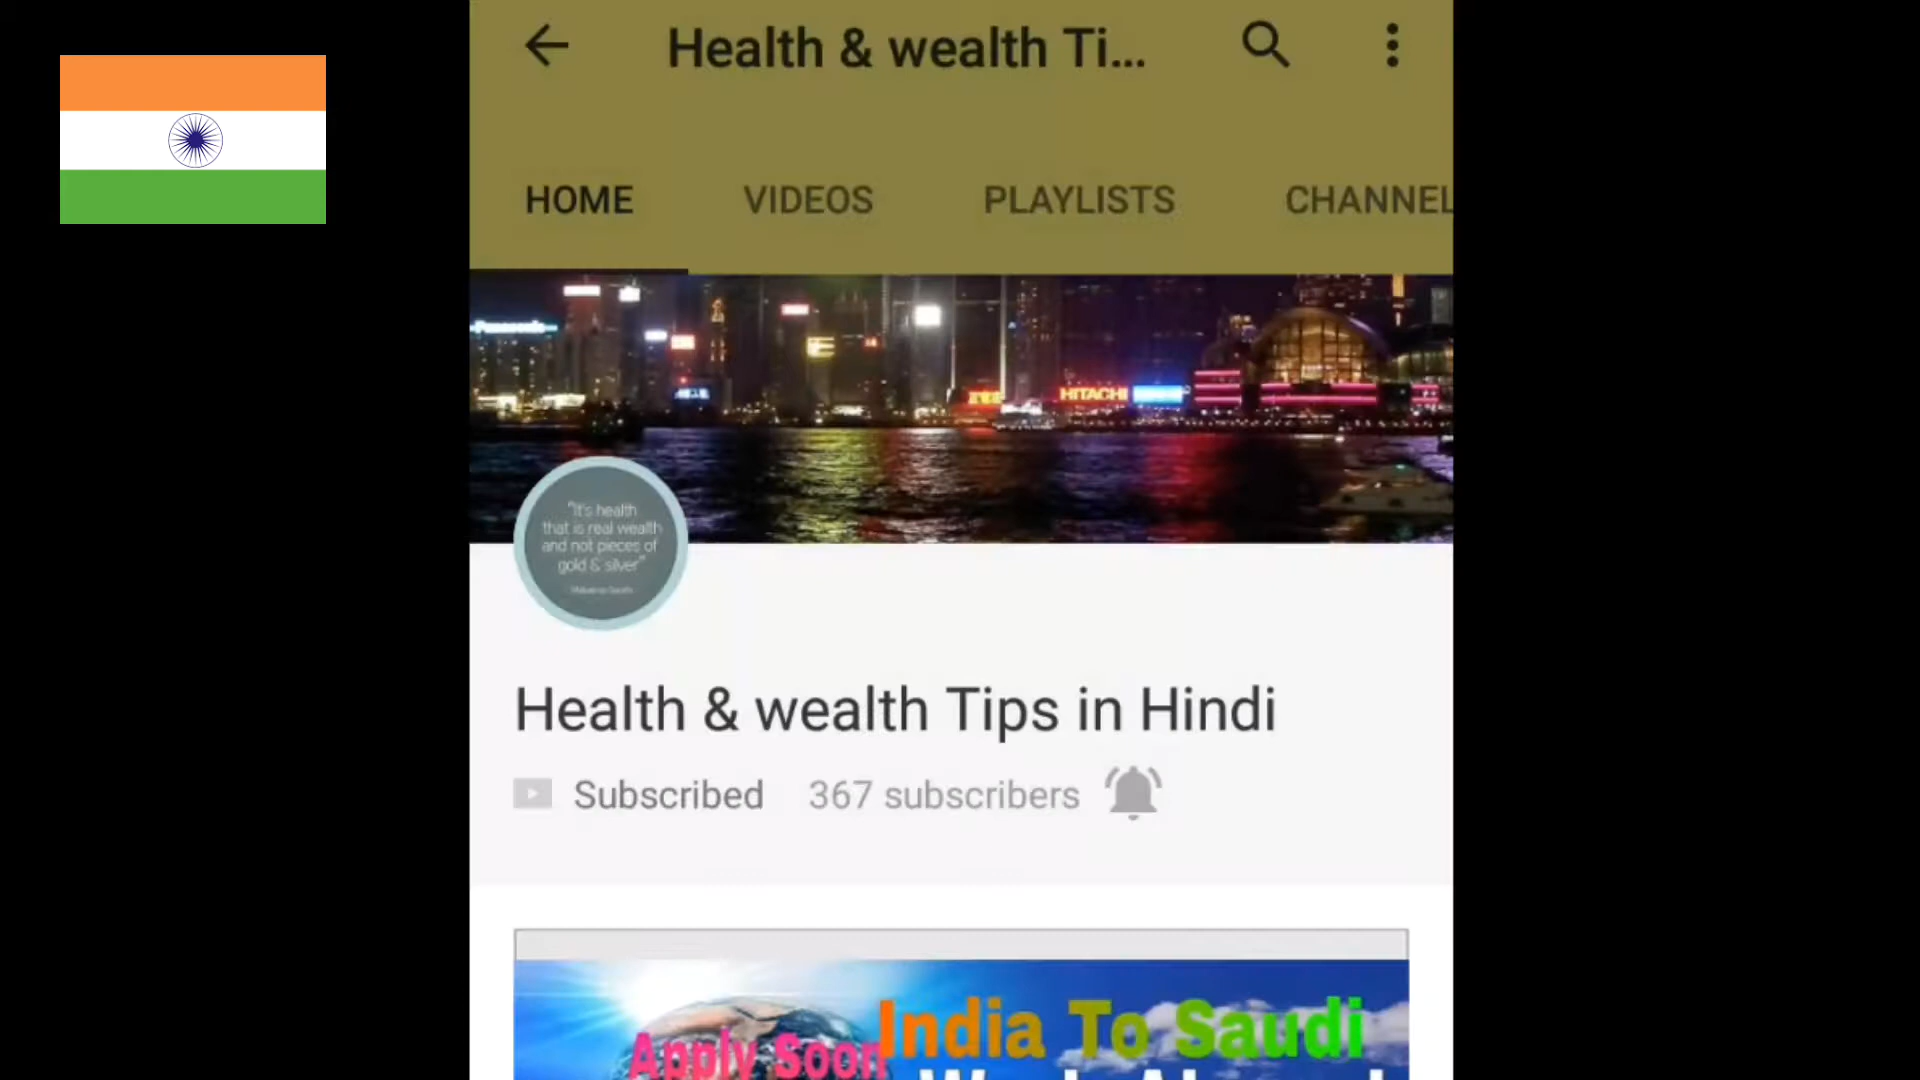 Health & wealth Ti...
HOME VIDEOS PLAYLISTS CHANNEL
Panasonic
HITACHI
"It's health
that is real wealth
and not pieces of
gold & silver"
Health & wealth Tips in Hindi
Subscribed 367 subscribers
India To Saudi
Apply Soon